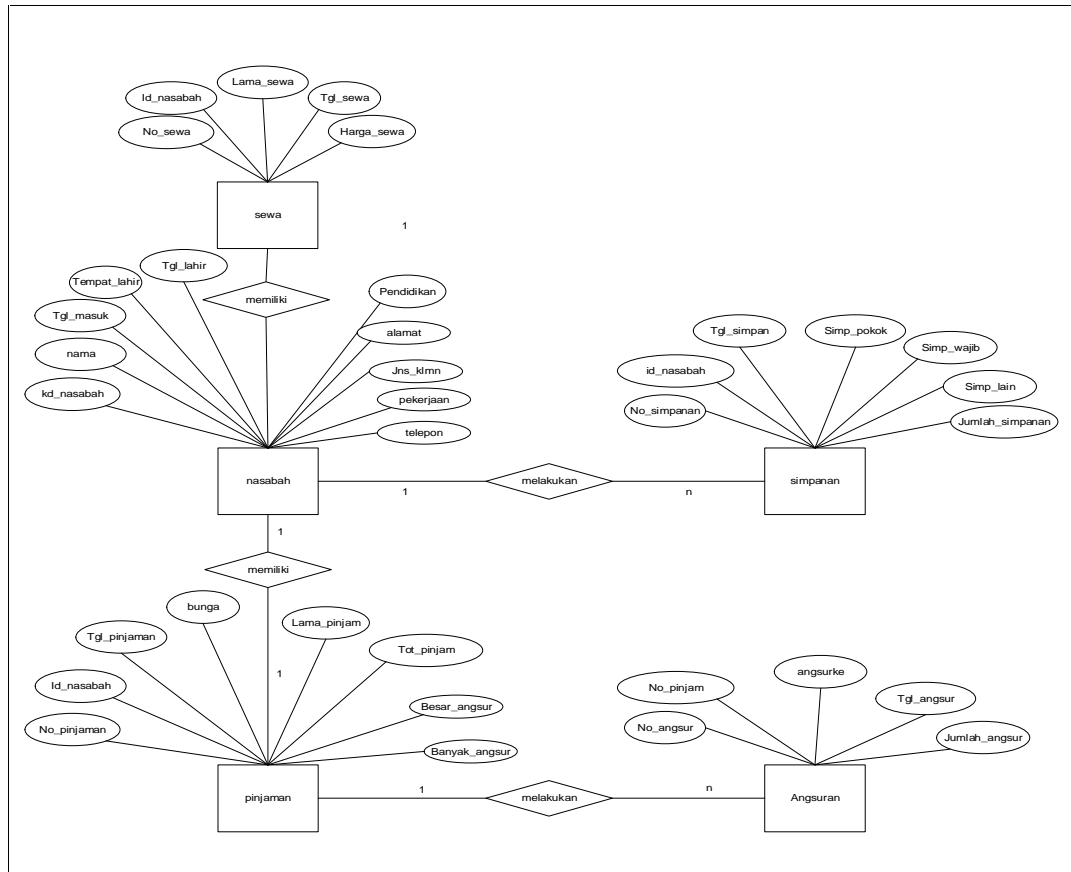 Lama_sewa
Id_nasabah
Tgl_sewa
No_sewa
Harga_sewa
sewa
1
Tgl_lahir
Tempat_lahir
memiliki
Pendidikan
Tgl_masuk
alamat
nama
Jns_klmn
kd_nasabah
pekerjaan
telepon
Tgl_simpan
Simp_pokok
Simp_wajib
id_nasabah
Simp_lain
No_simpanan
Jumlah_simpanan
nasabah
1
melakukan
n
simpanan
1
memiliki
bunga
Lama_pinjam
Tgl_pinjaman
Tot_pinjam
1
Id_nasabah
Besar_angsur
No_pinjaman
Banyak_angsur
angsurke
No_pinjam
Tgl_angsur
No_angsur
Jumlah_angsur
pinjaman
1
melakukan
n
Angsuran